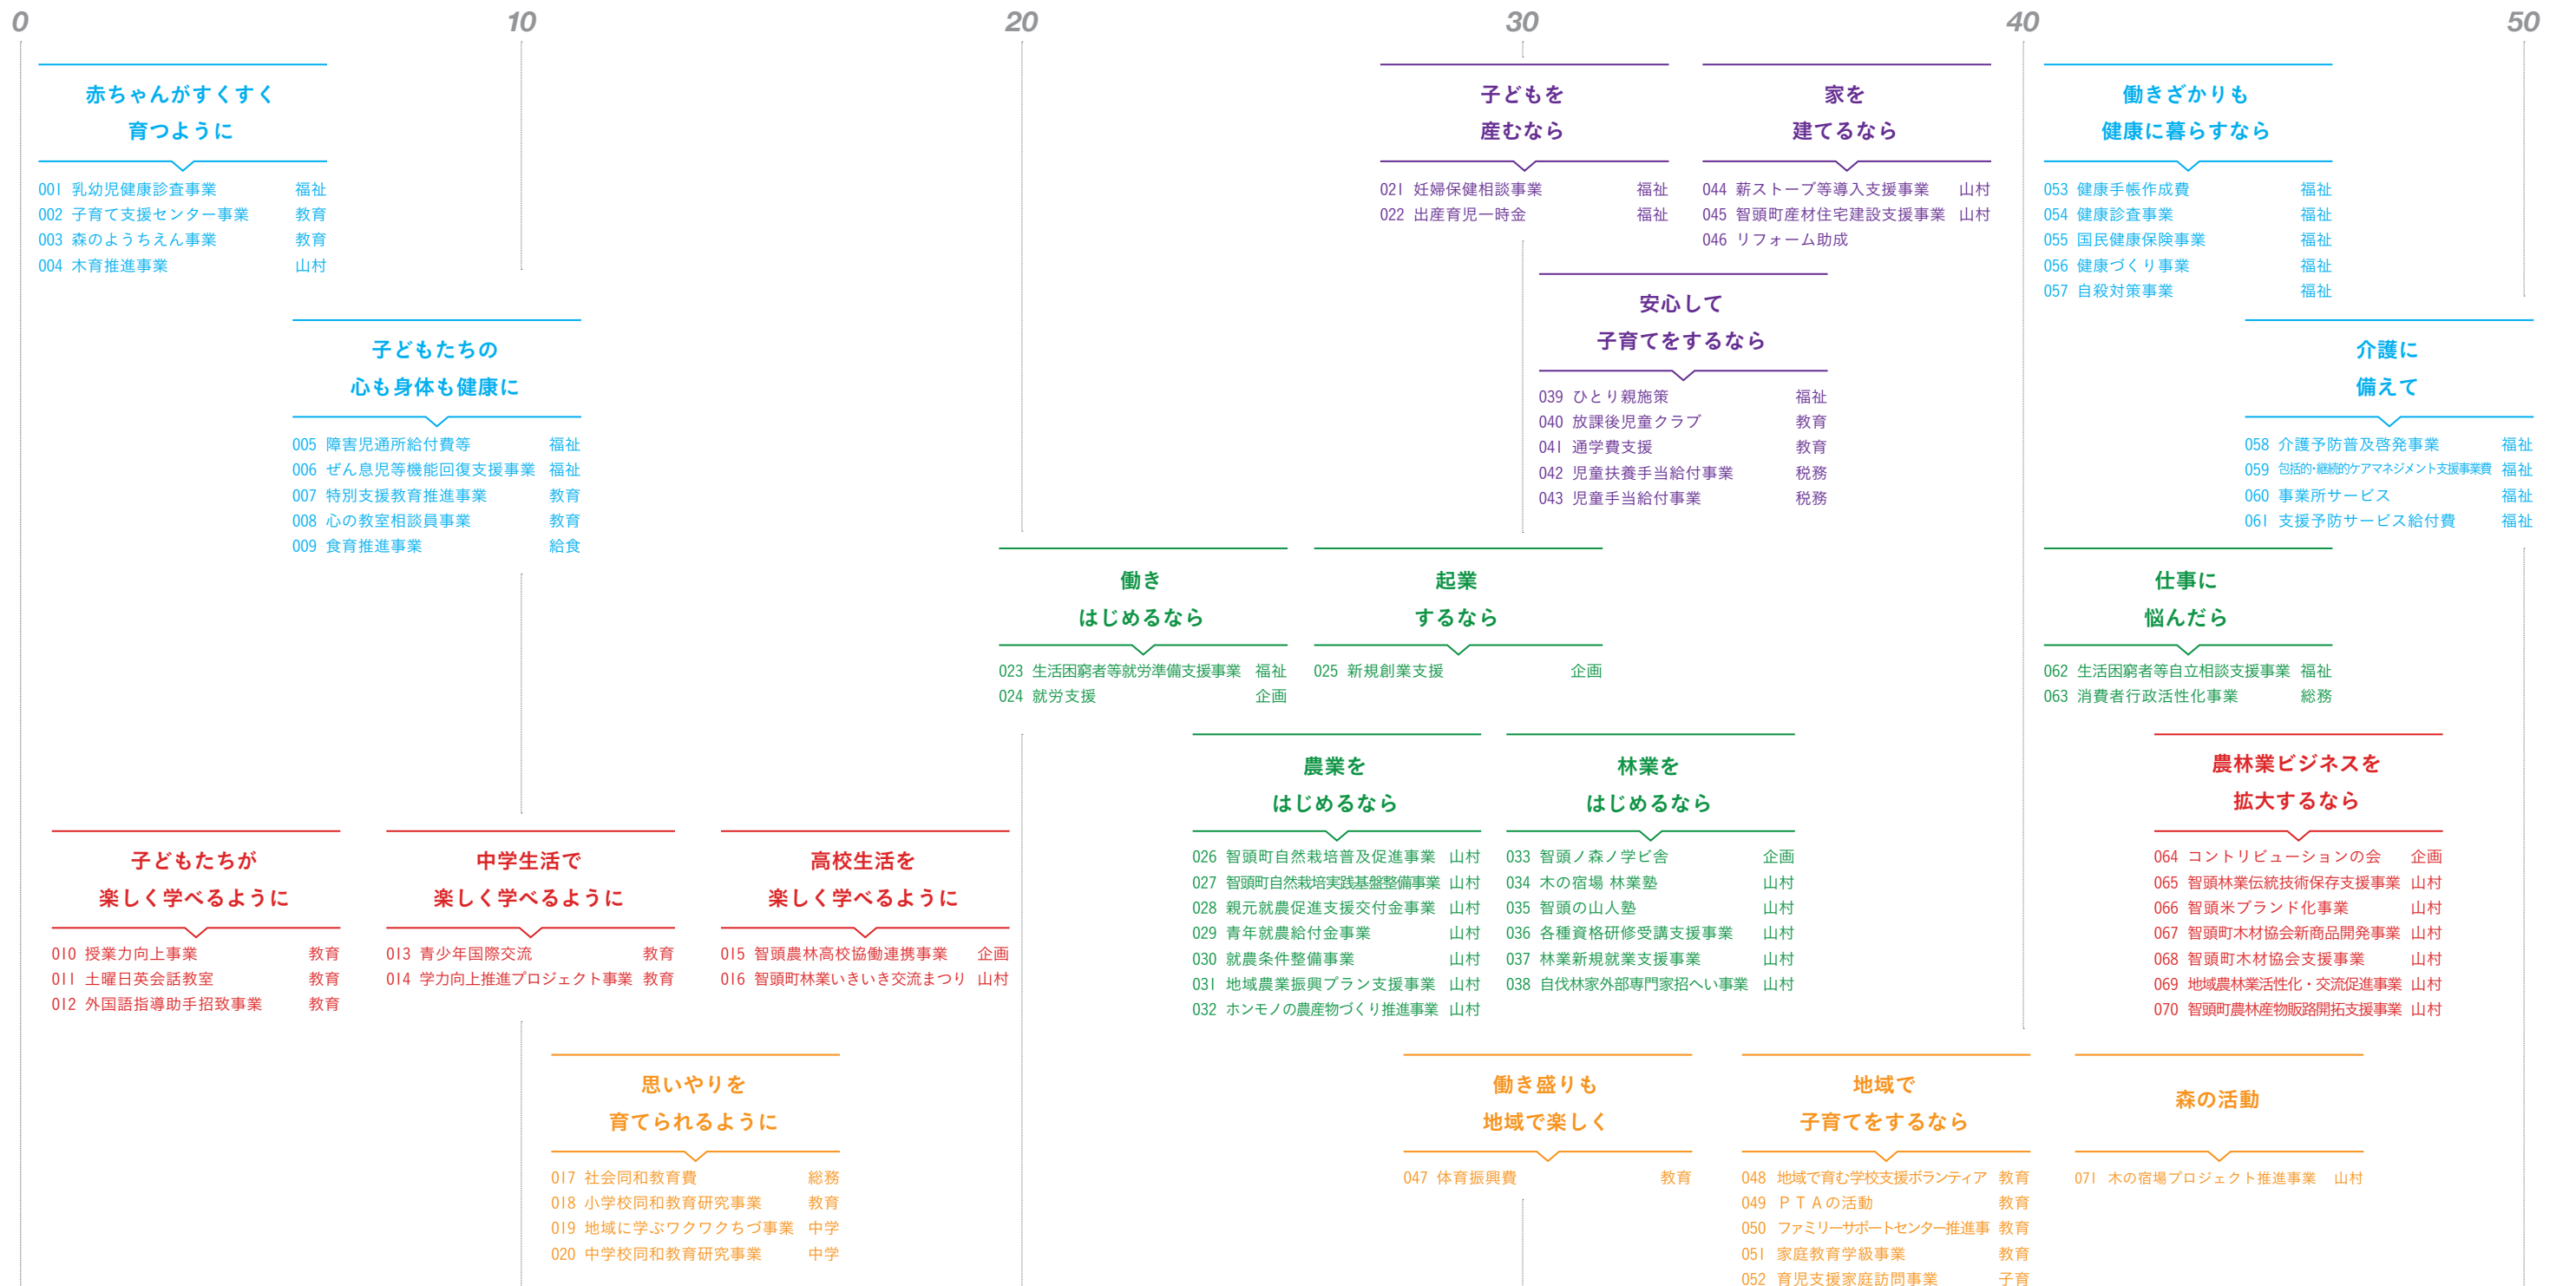 0 10 20 30 40 50
赤ちゃんがすくすく
育つように
001 乳幼児健康診査事業 福祉
002 子育て支援センター事業 教育
003 森のようちえん事業 教育
004 木育推進事業 山村
子どもを
産むなら
021 妊婦保健相談事業 福祉
022 出産育児一時金 福祉
家を
建てるなら
044 薪ストーブ等導入支援事業 山村
045 智頭町産材住宅建設支援事業 山村
046 リフォーム助成
働きざかりも
健康に暮らすなら
053 健康手帳作成費 福祉
054 健康診査事業 福祉
055 国民健康保険事業 福祉
056 健康づくり事業 福祉
057 自殺対策事業 福祉
安心して
子育てをするなら
039 ひとり親施策 福祉
040 放課後児童クラブ 教育
041 通学費支援 教育
042 児童扶養手当給付事業 税務
043 児童手当給付事業 税務
子どもたちの
心も身体も健康に
005 障害児通所給付費等 福祉
006 ぜん息児等機能回復支援事業 福祉
007 特別支援教育推進事業 教育
008 心の教室相談員事業 教育
009 食育推進事業 給食
介護に
備えて
058 介護予防普及啓発事業 福祉
059 包括的・継続的ケアマネジメント支援事業費 福祉
060 事業所サービス 福祉
061 支援予防サービス給付費 福祉
働き
はじめるなら
023 生活困窮者等就労準備支援事業 福祉
024 就労支援 企画
起業
するなら
025 新規創業支援 企画
仕事に
悩んだら
062 生活困窮者等自立相談支援事業 福祉
063 消費者行政活性化事業 総務
農業を
はじめるなら
026 智頭町自然栽培普及促進事業 山村
027 智頭町自然栽培実践基盤整備事業 山村
028 親元就農促進支援交付金事業 山村
029 青年就農給付金事業 山村
030 就農条件整備事業 山村
031 地域農業振興プラン支援事業 山村
032 ホンモノの農産物づくり推進事業 山村
林業を
はじめるなら
033 智頭ノ森ノ学ビ舎 企画
034 木の宿場 林業塾 山村
035 智頭の山人塾 山村
036 各種資格研修受講支援事業 山村
037 林業新規就業支援事業 山村
038 自伐林家外部専門家招へい事業 山村
農林業ビジネスを
拡大するなら
064 コントリビューションの会 企画
065 智頭林業伝統技術保存支援事業 山村
066 智頭米ブランド化事業 山村
067 智頭町木材協会新商品開発事業 山村
068 智頭町木材協会支援事業 山村
069 地域農林業活性化・交流促進事業 山村
070 智頭町農林産物販路開拓支援事業 山村
子どもたちが
楽しく学べるように
010 授業力向上事業 教育
011 土曜日英会話教室 教育
012 外国語指導助手招致事業 教育
中学生活で
楽しく学べるように
013 青少年国際交流 教育
014 学力向上推進プロジェクト事業 教育
高校生活を
楽しく学べるように
015 智頭農林高校協働連携事業 企画
016 智頭町林業いきいき交流まつり 山村
思いやりを
育てられるように
017 社会同和教育費 総務
018 小学校同和教育研究事業 教育
019 地域に学ぶワクワクちづ事業 中学
020 中学校同和教育研究事業 中学
働き盛りも
地域で楽しく
047 体育振興費 教育
地域で
子育てをするなら
048 地域で育む学校支援ボランティア 教育
049 ＰＴＡの活動 教育
050 ファミリーサポートセンター推進事 教育
051 家庭教育学級事業 教育
052 育児支援家庭訪問事業 子育
森の活動
071 木の宿場プロジェクト推進事業 山村